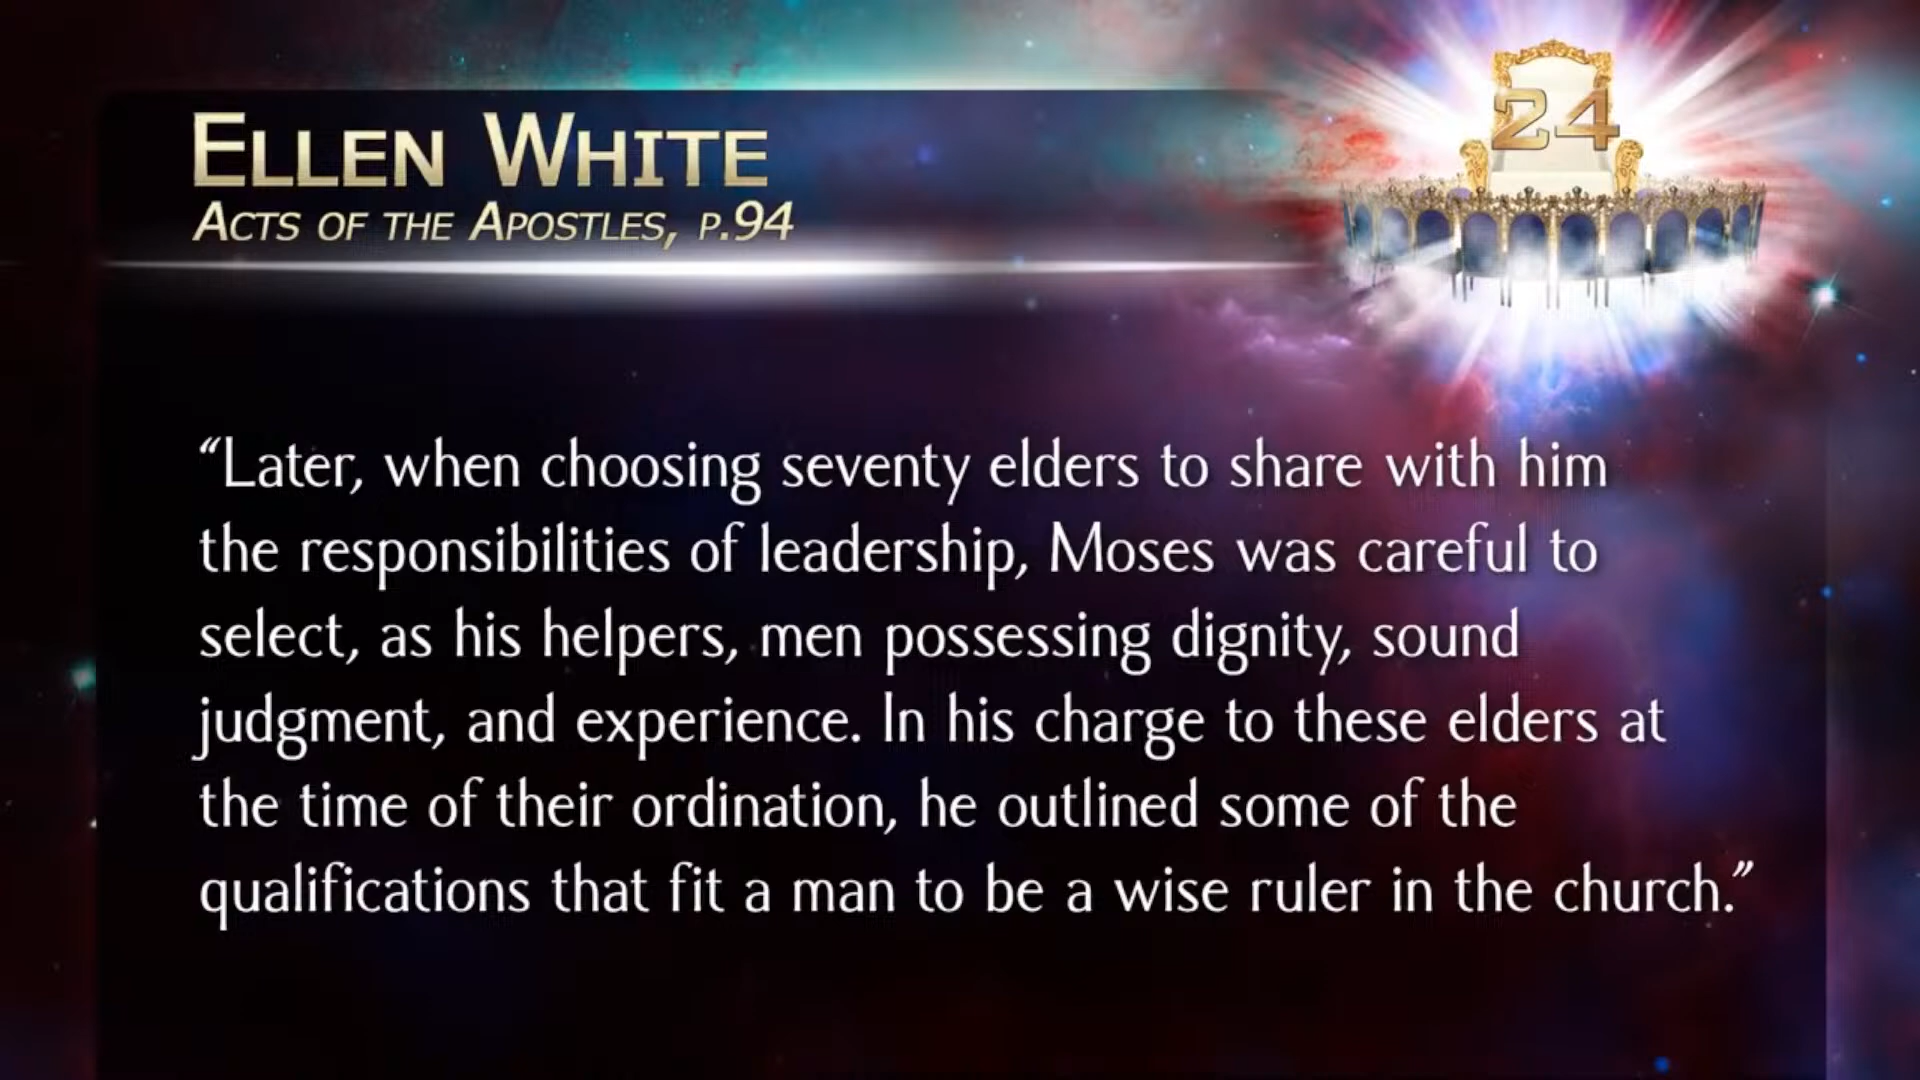 ELLEN WHITE
ACTS OF THE APOSTLES, P.94
24
“Later, when choosing seventy elders to share with him
the responsibilities of leadership, Moses was careful to
select, as his helpers, men possessing dignity, sound
judgment, and experience. In his charge to these elders at
the time of their ordination, he outlined some of the
qualifications that fit a man to be a wise ruler in the church.”